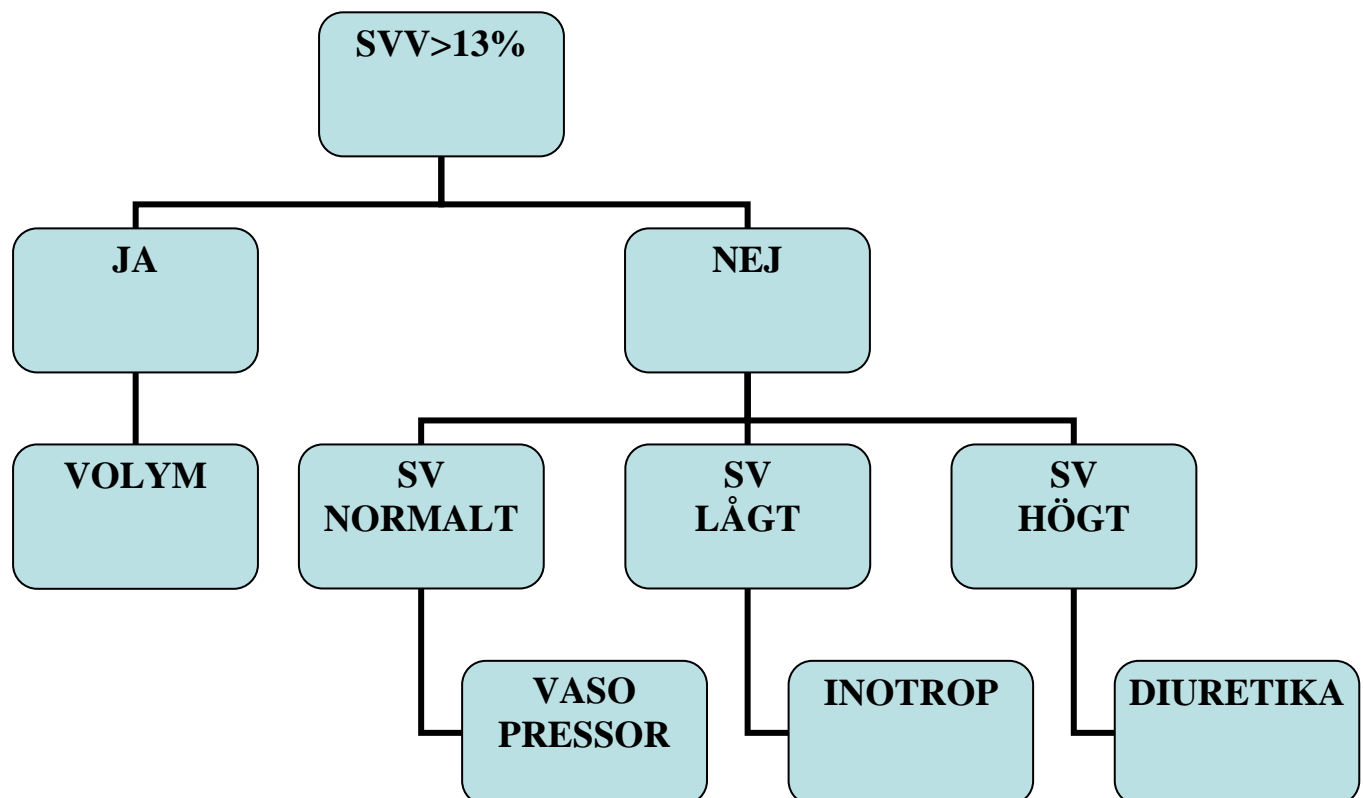 SVV>13%
JA
NEJ
VOLYM
SV
NORMALT
SV
LÅGT
SV
HÖGT
VASO
PRESSOR
INOTROP
DIURETIKA